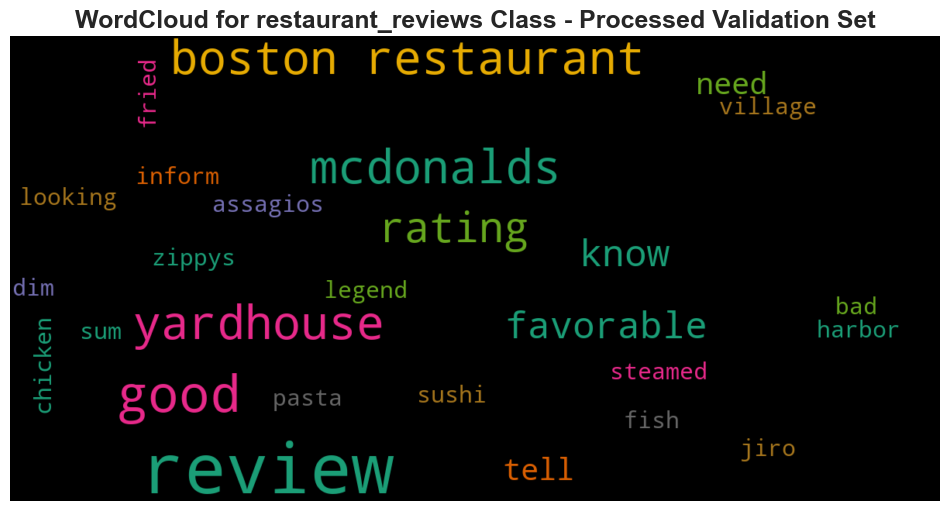 WordCloud for restaurant_reviews Class - Processed Validation Set
boston restaurant
fried
need
village
mcdonalds
inform
looking
assagios
rating
know
zippys
dim
legend
yardhouse
sum
chicken
favorable
bad
harbor
steamed
good
pasta
sushi
fish
jiro
review
tell